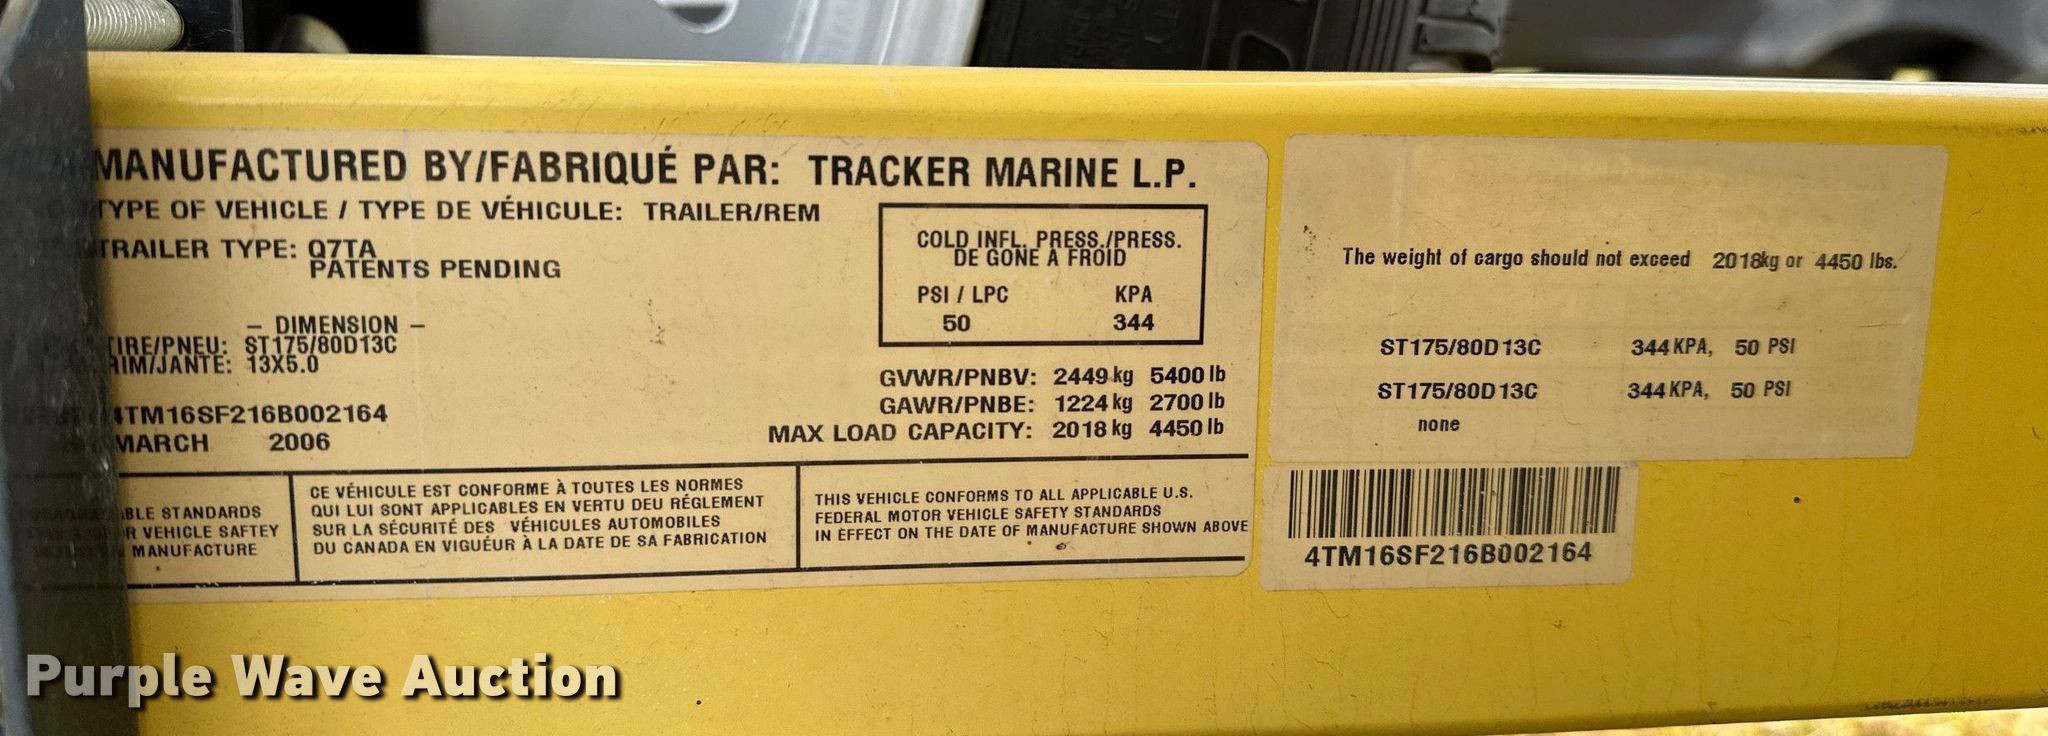 MANUFACTURED BY/FABRIQUÉ PAR: TRACKER MARINE L.P.
TYPE OF VEHICLE / TYPE DE VÉHICULE: TRAILER/REM
TRAILER TYPE: Q7TA
PATENTS PENDING
COLD INFL. PRESS./PRESS.
DE GONE A FROID
PSI / LPC KPA
50 344
- DIMENSION -
TIRE/PNEU: ST175/80D13C
RIM/JANTE: 13X5.0
GVWR/PNBV: 2449 kg 5400 lb
GAWR/PNBE: 1224 kg 2700 lb
MAX LOAD CAPACITY: 2018 kg 4450 lb
4TM16SF216B002164
MARCH 2006
STANDARDS
VEHICLE SAFTEY
MANUFACTURE
CE VÉHICULE EST CONFORME À TOUTES LES NORMES
QUI LUI SONT APPLICABLES EN VERTU DEU RÉGLEMENT
SUR LA SÉCURITÉ DES VÉHICULES AUTOMOBILES
DU CANADA EN VIGUÉUR À LA DATE DE SA FABRICATION
THIS VEHICLE CONFORMS TO ALL APPLICABLE U.S.
FEDERAL MOTOR VEHICLE SAFETY STANDARDS
IN EFFECT ON THE DATE OF MANUFACTURE SHOWN ABOVE
The weight of cargo should not exceed 2018kg or 4450 lbs.
ST175/80D13C 344 KPA, 50 PSI
ST175/80D13C 344 KPA, 50 PSI
none
4TM16SF216B002164
Purple Wave Auction